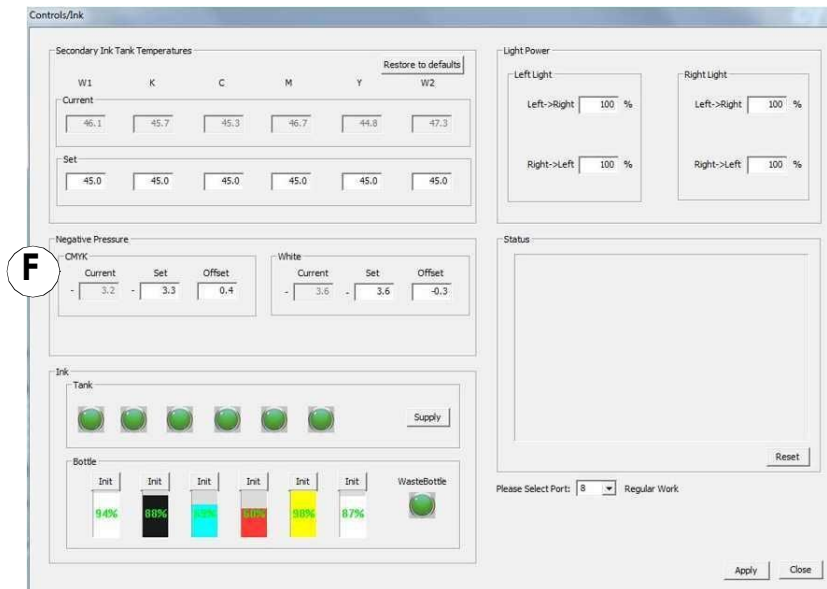 Controls/Ink
Secondary Ink Tank Temperatures
Restore to defaults
W1 K C M Y W2
Current
46.1 45.7 45.3 46.7 44.8 47.3
Set
45.0 45.0 45.0 45.0 45.0 45.0
Light Power
Left Light
Left->Right 100 %
Right->Left 100 %
Right Light
Left->Right 100 %
Right->Left 100 %
F
Negative Pressure
CMYK
Current Set Offset
- 3.2 - 3.3 0.4
White
Current Set Offset
- 3.6 - 3.6 -0.3
Status
Reset
Ink
Tank
Supply
Bottle
Init Init Init Init Init Init WasteBottle
94% 88% 60% 98% 87%
Please Select Port: 8 Regular Work
Apply Close